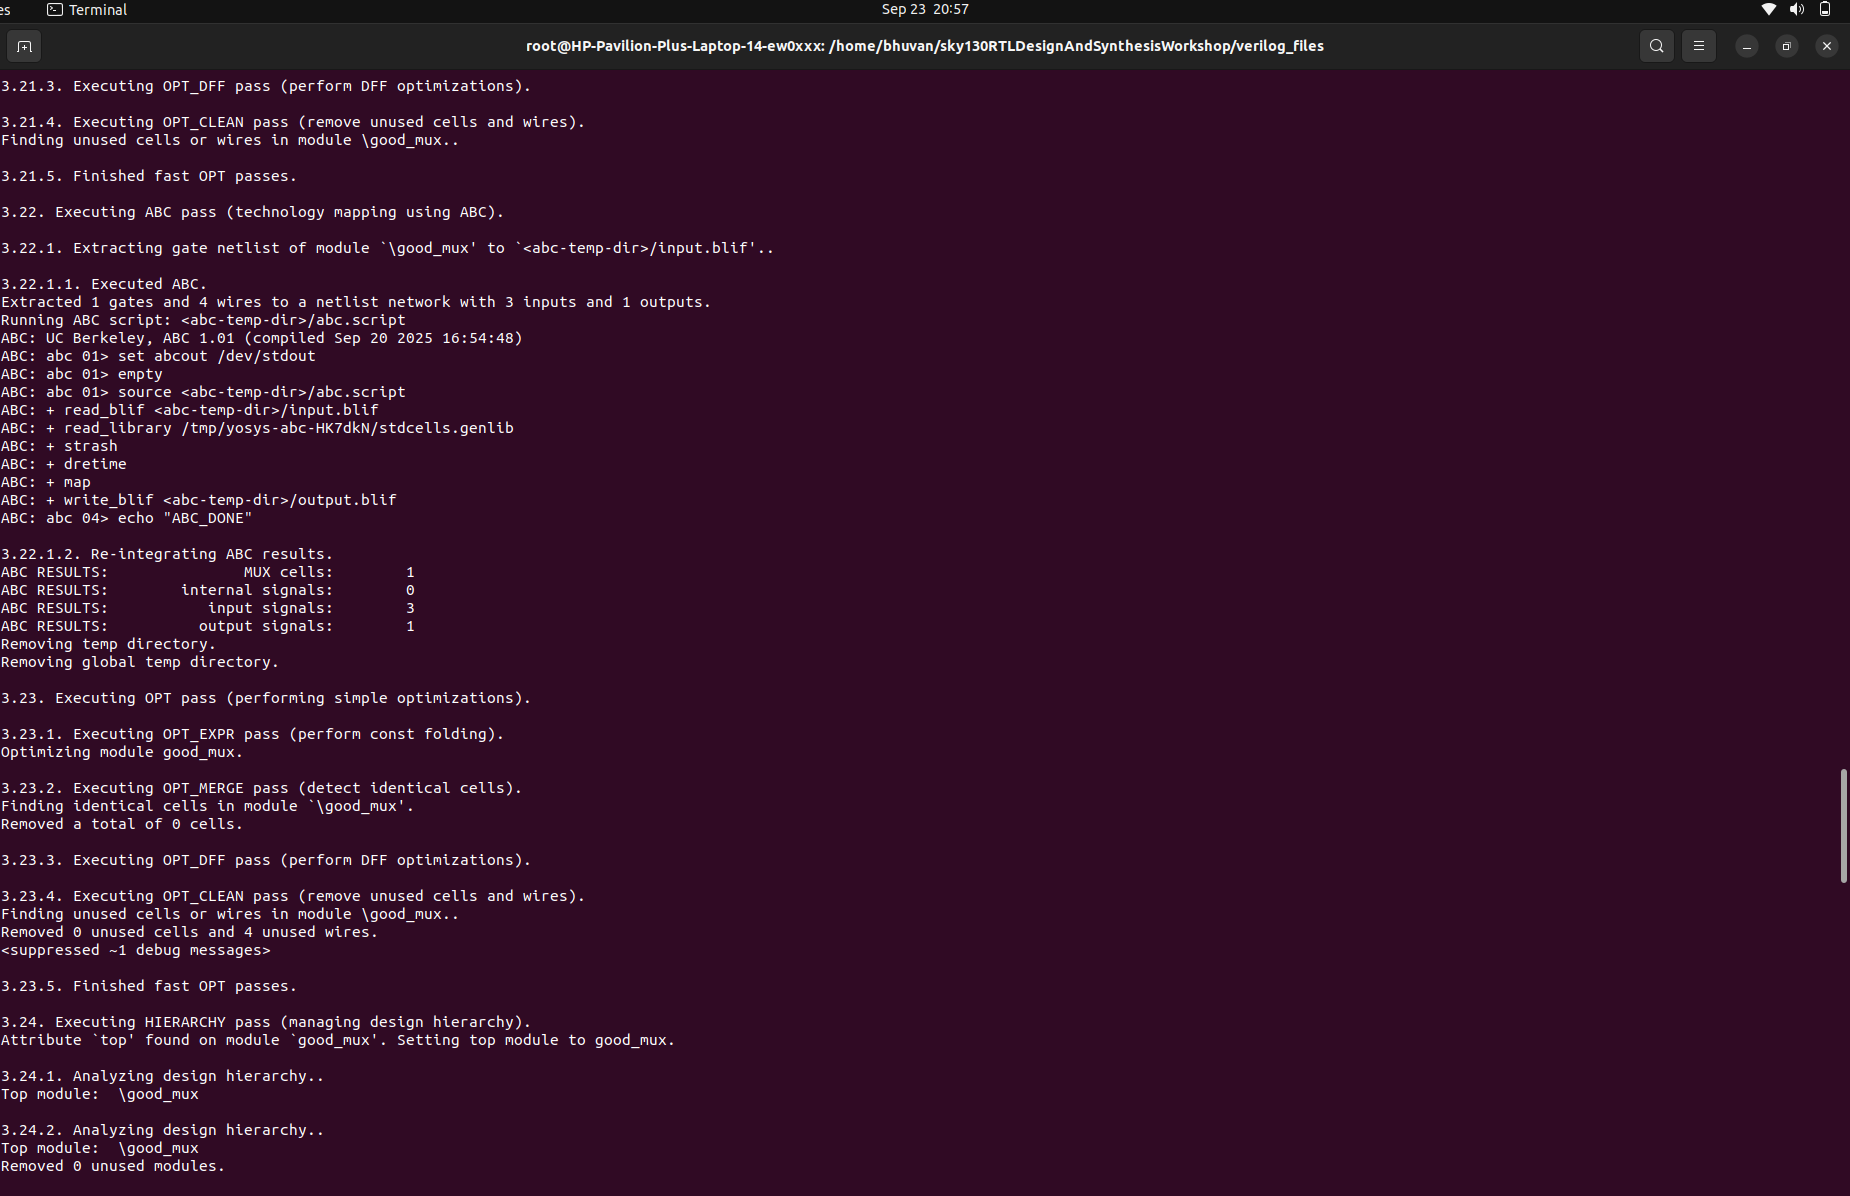 es
Terminal
Sep 23 20:57
root@HP-Pavilion-Plus-Laptop-14-ew0xxx: /home/bhuvan/sky130RTLDesignAndSynthesisWorkshop/verilog_files
3.21.3. Executing OPT_DFF pass (perform DFF optimizations).
3.21.4. Executing OPT_CLEAN pass (remove unused cells and wires).
Finding unused cells or wires in module \good_mux..
3.21.5. Finished fast OPT passes.
3.22. Executing ABC pass (technology mapping using ABC).
3.22.1. Extracting gate netlist of module `\good_mux' to `<abc-temp-dir>/input.blif'..
3.22.1.1. Executed ABC.
Extracted 1 gates and 4 wires to a netlist network with 3 inputs and 1 outputs.
Running ABC script: <abc-temp-dir>/abc.script
ABC: UC Berkeley, ABC 1.01 (compiled Sep 20 2025 16:54:48)
ABC: abc 01> set abcout /dev/stdout
ABC: abc 01> empty
ABC: abc 01> source <abc-temp-dir>/abc.script
ABC: + read_blif <abc-temp-dir>/input.blif
ABC: + read_library /tmp/yosys-abc-HK7dkN/stdcells.genlib
ABC: + strash
ABC: + dretime
ABC: + map
ABC: + write_blif <abc-temp-dir>/output.blif
ABC: abc 04> echo "ABC_DONE"
3.22.1.2. Re-integrating ABC results.
ABC RESULTS:               MUX cells:        1
ABC RESULTS:        internal signals:        0
ABC RESULTS:           input signals:        3
ABC RESULTS:          output signals:        1
Removing temp directory.
Removing global temp directory.
3.23. Executing OPT pass (performing simple optimizations).
3.23.1. Executing OPT_EXPR pass (perform const folding).
Optimizing module good_mux.
3.23.2. Executing OPT_MERGE pass (detect identical cells).
Finding identical cells in module `\good_mux'.
Removed a total of 0 cells.
3.23.3. Executing OPT_DFF pass (perform DFF optimizations).
3.23.4. Executing OPT_CLEAN pass (remove unused cells and wires).
Finding unused cells or wires in module \good_mux..
Removed 0 unused cells and 4 unused wires.
<suppressed ~1 debug messages>
3.23.5. Finished fast OPT passes.
3.24. Executing HIERARCHY pass (managing design hierarchy).
Attribute `top' found on module `good_mux'. Setting top module to good_mux.
3.24.1. Analyzing design hierarchy..
Top module:  \good_mux
3.24.2. Analyzing design hierarchy..
Top module:  \good_mux
Removed 0 unused modules.